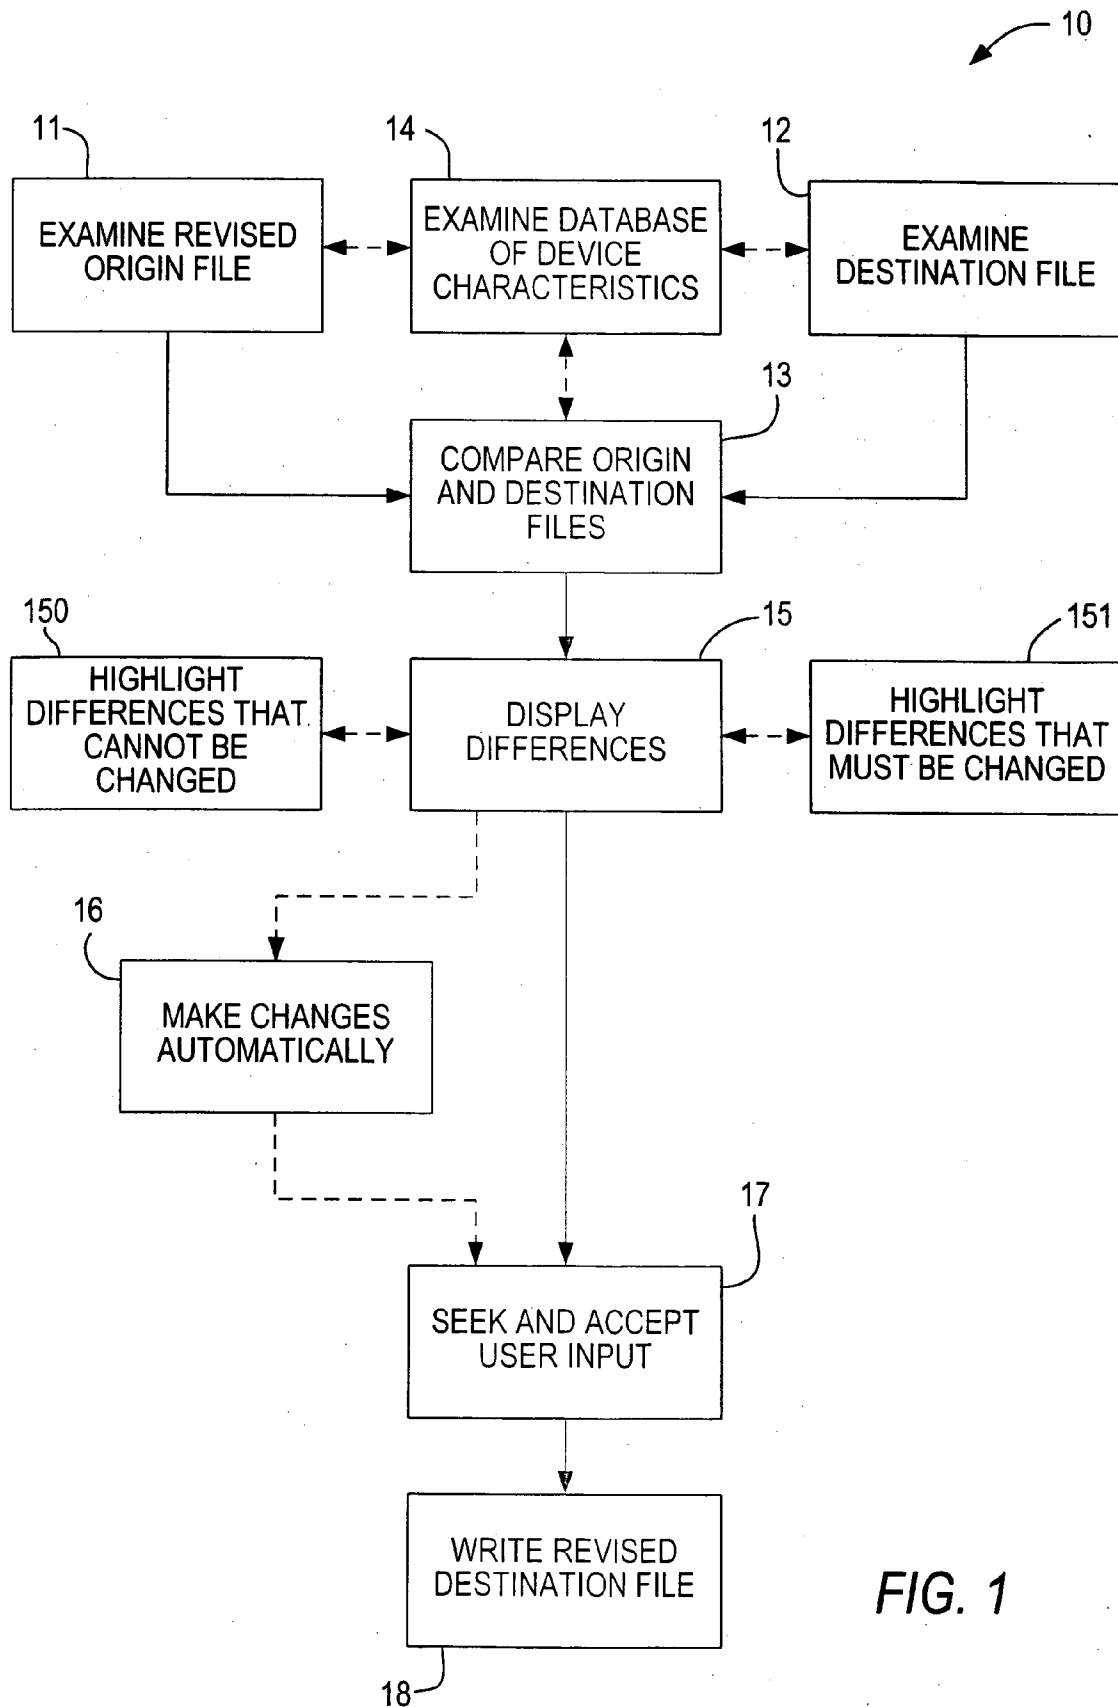 10
11
14
12
EXAMINE REVISED
ORIGIN FILE
EXAMINE DATABASE
OF DEVICE
CHARACTERISTICS
EXAMINE
DESTINATION FILE
13
COMPARE ORIGIN
AND DESTINATION
FILES
150
15
151
HIGHLIGHT
DIFFERENCES THAT
CANNOT BE
CHANGED
DISPLAY
DIFFERENCES
HIGHLIGHT
DIFFERENCES THAT
MUST BE CHANGED
16
MAKE CHANGES
AUTOMATICALLY
17
SEEK AND ACCEPT
USER INPUT
WRITE REVISED
DESTINATION FILE
18
FIG. 1